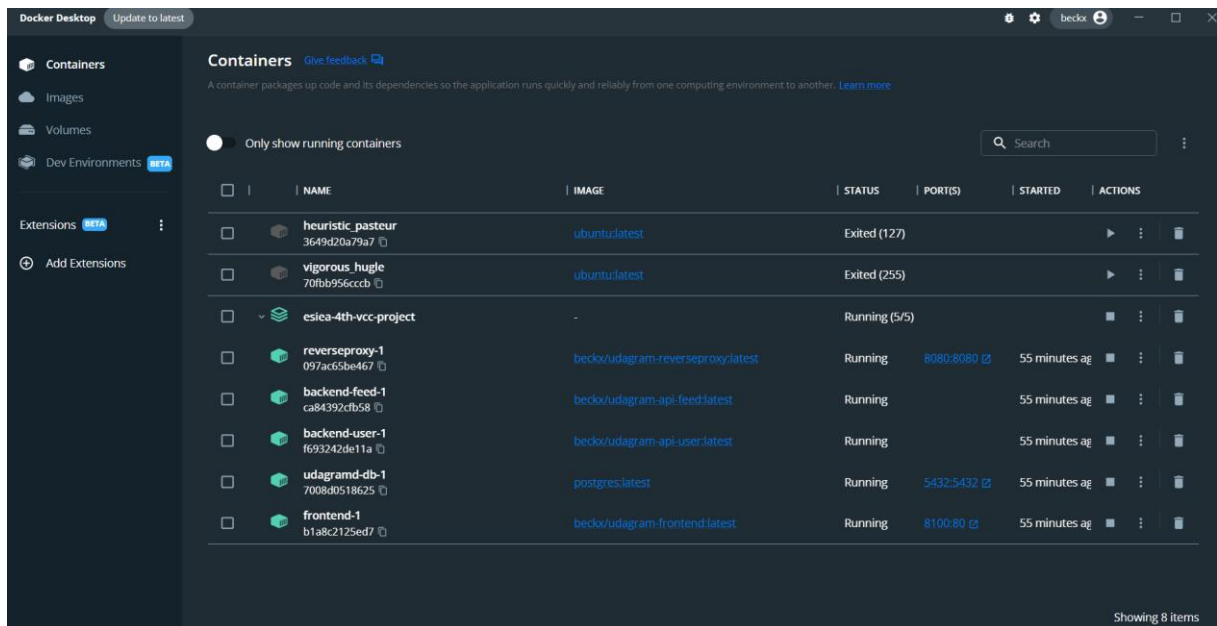 Docker Desktop Update to latest beckx
Containers
Images
Volumes
Dev Environments BETA
Extensions BETA
Add Extensions
Containers Give feedback
A container packages up code and its dependencies so the application runs quickly and reliably from one computing environment to another. Learn more
Only show running containers
Search
NAME IMAGE STATUS PORT(S) STARTED ACTIONS
heuristic_pasteur ubuntu:latest Exited (127)
3649d20a79a7
vigorous_hugle ubuntu:latest Exited (255)
70fbb956cccb
esiea-4th-vcc-project - Running (5/5)
reverseproxy-1 beckx/udagram-reverseproxy:latest Running 8080:8080 55 minutes ag
097ac65be467
backend-feed-1 beckx/udagram-api-feed:latest Running 55 minutes ag
ca84392cfb58
backend-user-1 beckx/udagram-api-user:latest Running 55 minutes ag
f693242de11a
udagramd-db-1 postgres:latest Running 5432:5432 55 minutes ag
7008d0518625
frontend-1 beckx/udagram-frontend:latest Running 8100:80 55 minutes ag
b1a8c2125ed7
Showing 8 items